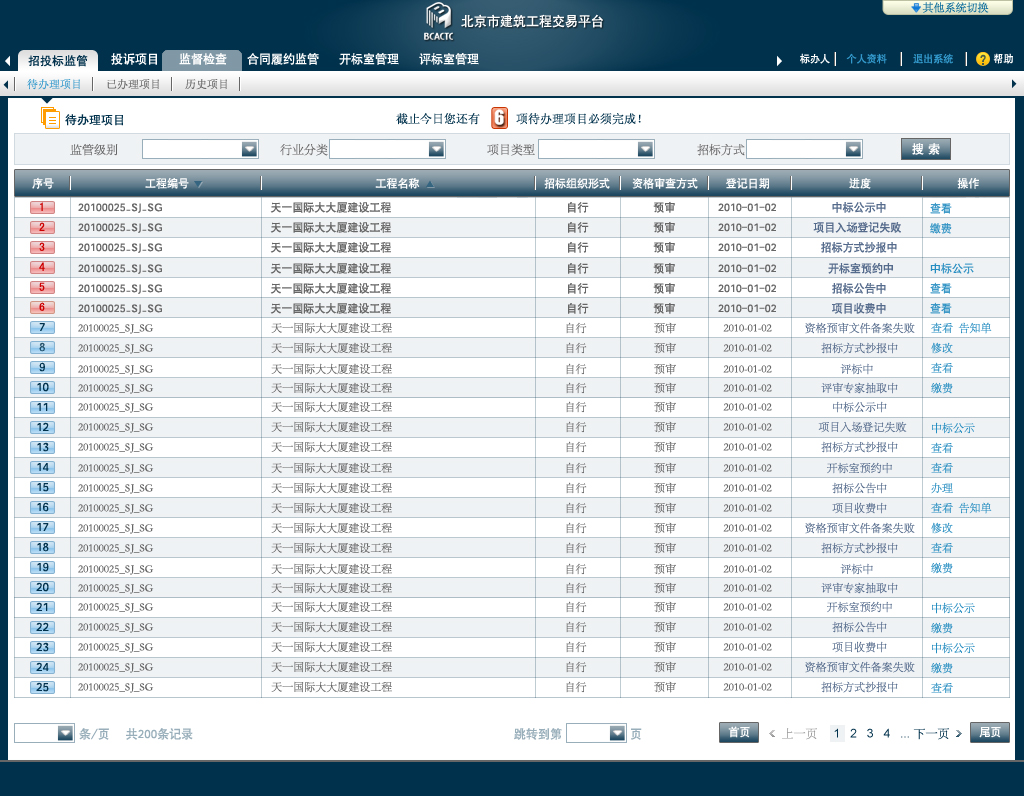 其他系统切换
BCACTC 北京市建筑工程交易平台
招投标监管 投诉项目 监督检查 合同履约监管 开标室管理 评标室管理 标办人 个人资料 退出系统 ? 帮助
待办理项目 已办理项目 历史项目
待办理项目 截止今日您还有 6 项待办理项目必须完成!
监管级别 行业分类 项目类型 招标方式 搜 索
序号 工程编号 工程名称 招标组织形式 资格审查方式 登记日期 进度 操作
1 20100025_SJ_SG 天一国际大大厦建设工程 自行 预审 2010-01-02 中标公示中 查看
2 20100025_SJ_SG 天一国际大大厦建设工程 自行 预审 2010-01-02 项目入场登记失败 缴费
3 20100025_SJ_SG 天一国际大大厦建设工程 自行 预审 2010-01-02 招标方式抄报中
4 20100025_SJ_SG 天一国际大大厦建设工程 自行 预审 2010-01-02 开标室预约中 中标公示
5 20100025_SJ_SG 天一国际大大厦建设工程 自行 预审 2010-01-02 招标公告中 查看
6 20100025_SJ_SG 天一国际大大厦建设工程 自行 预审 2010-01-02 项目收费中 查看
7 20100025_SJ_SG 天一国际大大厦建设工程 自行 预审 2010-01-02 资格预审文件备案失败 查看 告知单
8 20100025_SJ_SG 天一国际大大厦建设工程 自行 预审 2010-01-02 招标方式抄报中 修改
9 20100025_SJ_SG 天一国际大大厦建设工程 自行 预审 2010-01-02 评标中 查看
10 20100025_SJ_SG 天一国际大大厦建设工程 自行 预审 2010-01-02 评审专家抽取中 缴费
11 20100025_SJ_SG 天一国际大大厦建设工程 自行 预审 2010-01-02 中标公示中
12 20100025_SJ_SG 天一国际大大厦建设工程 自行 预审 2010-01-02 项目入场登记失败 中标公示
13 20100025_SJ_SG 天一国际大大厦建设工程 自行 预审 2010-01-02 招标方式抄报中 查看
14 20100025_SJ_SG 天一国际大大厦建设工程 自行 预审 2010-01-02 开标室预约中 查看
15 20100025_SJ_SG 天一国际大大厦建设工程 自行 预审 2010-01-02 招标公告中 办理
16 20100025_SJ_SG 天一国际大大厦建设工程 自行 预审 2010-01-02 项目收费中 查看 告知单
17 20100025_SJ_SG 天一国际大大厦建设工程 自行 预审 2010-01-02 资格预审文件备案失败 修改
18 20100025_SJ_SG 天一国际大大厦建设工程 自行 预审 2010-01-02 招标方式抄报中 查看
19 20100025_SJ_SG 天一国际大大厦建设工程 自行 预审 2010-01-02 评标中 缴费
20 20100025_SJ_SG 天一国际大大厦建设工程 自行 预审 2010-01-02 评审专家抽取中
21 20100025_SJ_SG 天一国际大大厦建设工程 自行 预审 2010-01-02 开标室预约中 中标公示
22 20100025_SJ_SG 天一国际大大厦建设工程 自行 预审 2010-01-02 招标公告中 缴费
23 20100025_SJ_SG 天一国际大大厦建设工程 自行 预审 2010-01-02 项目收费中 中标公示
24 20100025_SJ_SG 天一国际大大厦建设工程 自行 预审 2010-01-02 资格预审文件备案失败 缴费
25 20100025_SJ_SG 天一国际大大厦建设工程 自行 预审 2010-01-02 招标方式抄报中 查看
条/页 共200条记录 跳转到第 页 首页 < 上一页 1 2 3 4 ... 下一页 > 尾页